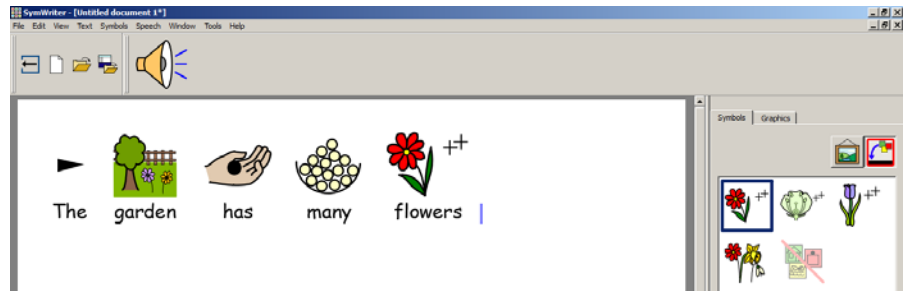 SymWriter - [Untitled document 1*]
File Edit View Text Symbols Speech Window Tools Help
Symbols Graphics
The garden has many flowers